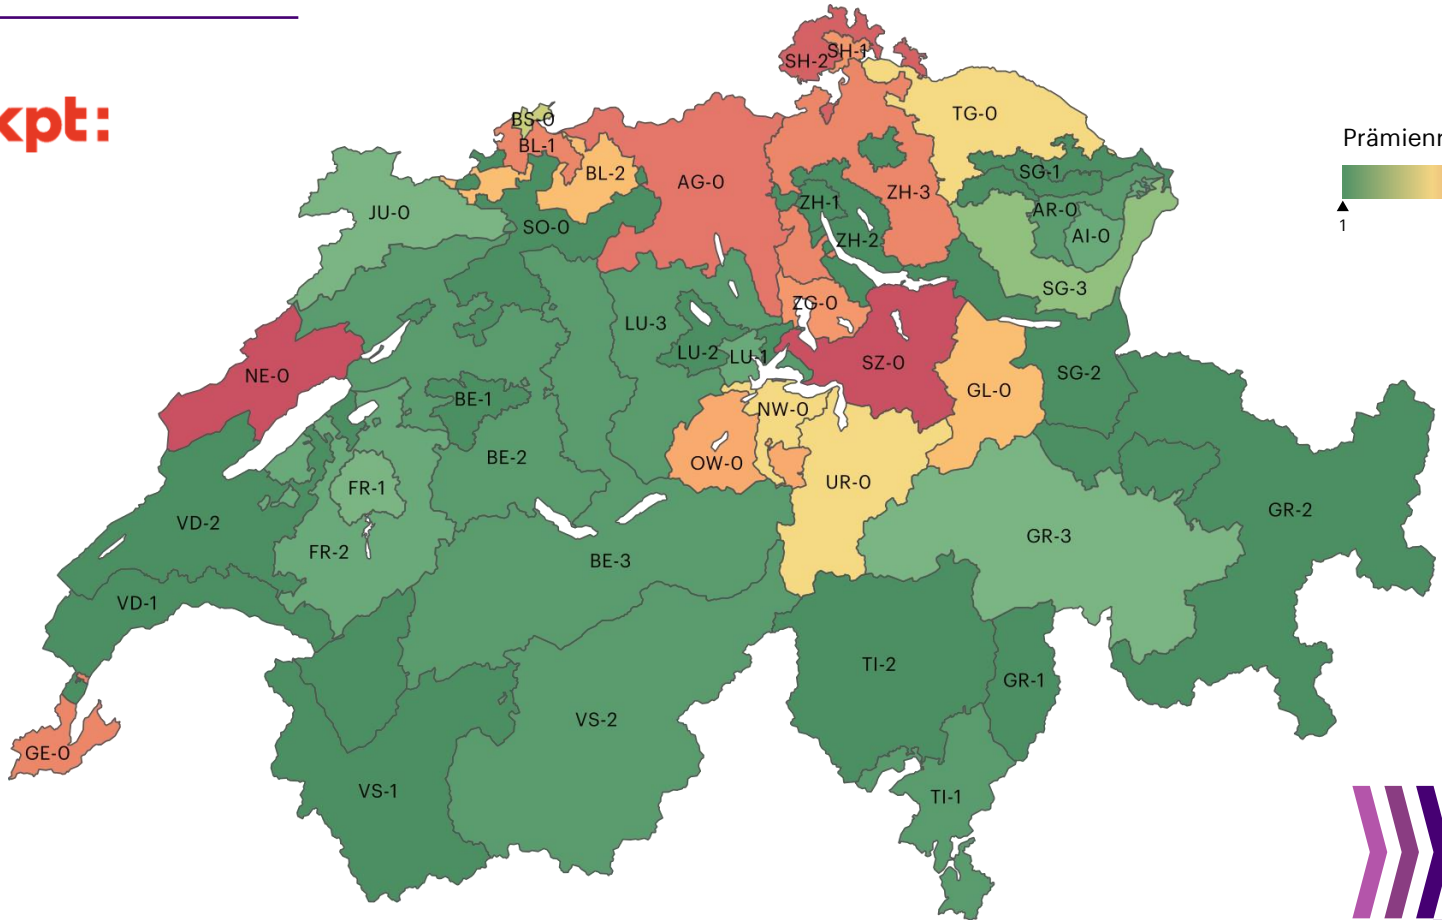 kpt:
SH-1
SH-2
BS-0
TG-0
BL-1
SG-1
BL-2
AG-0
ZH-3
ZH-1
JU-0
AR-0
SO-0
AI-0
ZH-2
SG-3
ZG-0
LU-3
LU-2
LU-1
SZ-0
NE-0
SG-2
GL-0
BE-1
NW-0
BE-2
OW-0
UR-0
FR-1
GR-2
VD-2
GR-3
FR-2
BE-3
VD-1
TI-2
GR-1
VS-2
GE-0
VS-1
TI-1
1